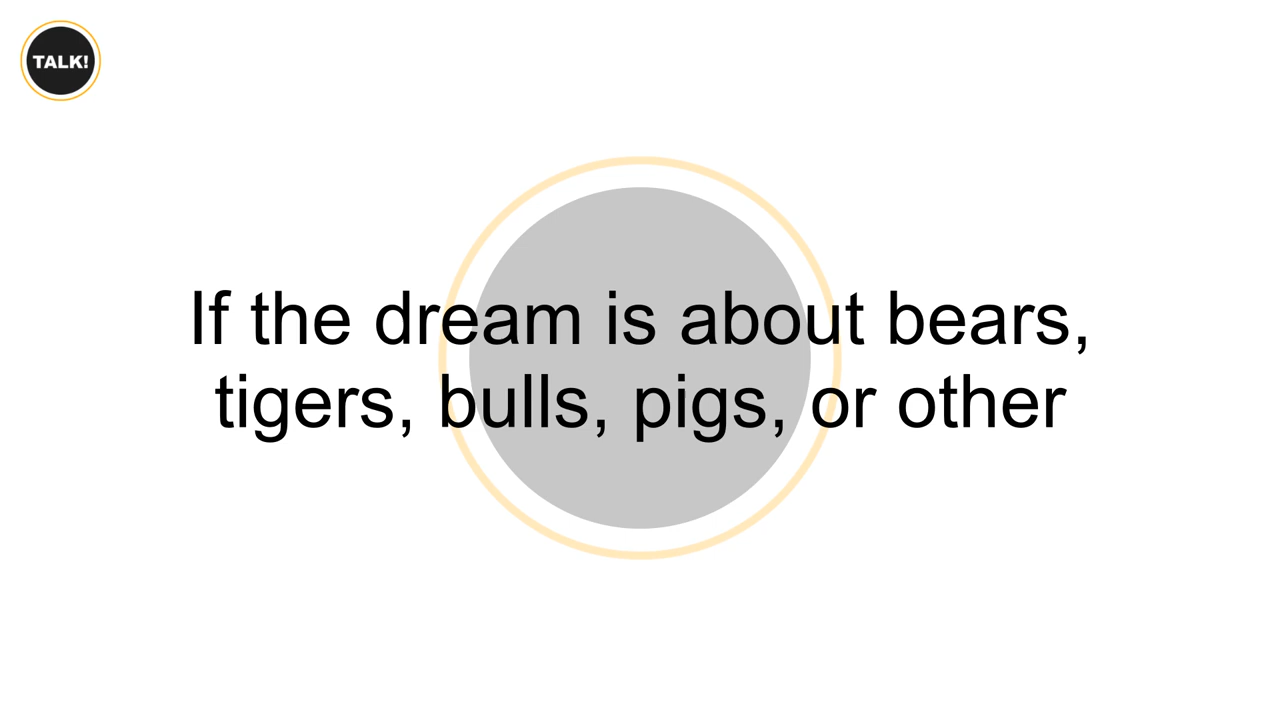 TALK!
If the dream is about bears,
tigers, bulls, pigs, or other